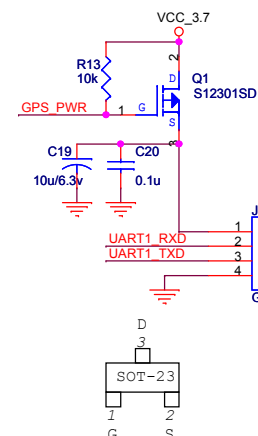 VCC_3.7
R13
10k
2
D
Q1
S12301SD
GPS_PWR
1
G
S
3
C19
10u/6.3v
C20
0.1u
J
1
UART1_RXD
2
UART1_TXD
3
4
G
D
3
SOT-23
1
2
G
S